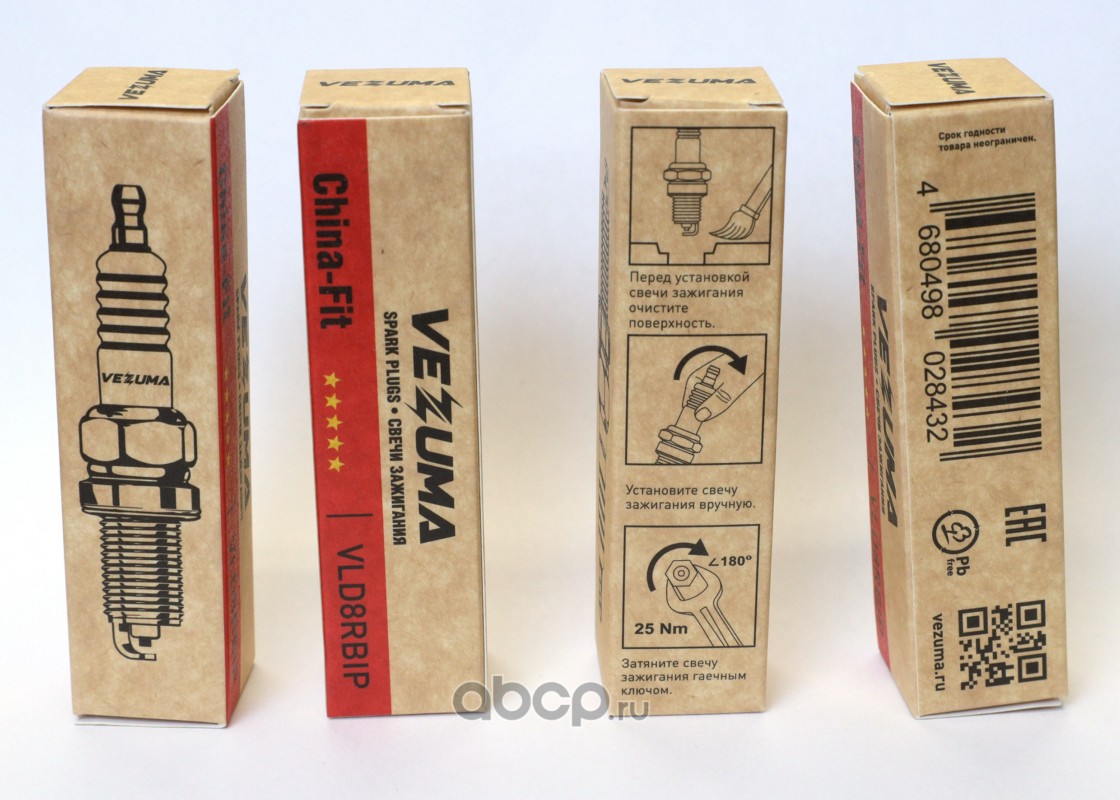 VEZUMA
VEZUMA
VEZUMA
China-Fit
VLD8RBIP
VEZUMA
SPARK PLUGS • СВЕЧИ ЗАЖИГАНИЯ
VEZUMA
Перед установкой
свечи зажигания
очистите
поверхность.
Установите свечу
зажигания вручную.
∠180°
25 Nm
Затяните свечу
зажигания гаечным
ключом.
VEZUMA
VEZUMA
Срок годности
товара неограничен.
4 680498 028432
Pb
free
EAC
vezuma.ru
abcp.ru